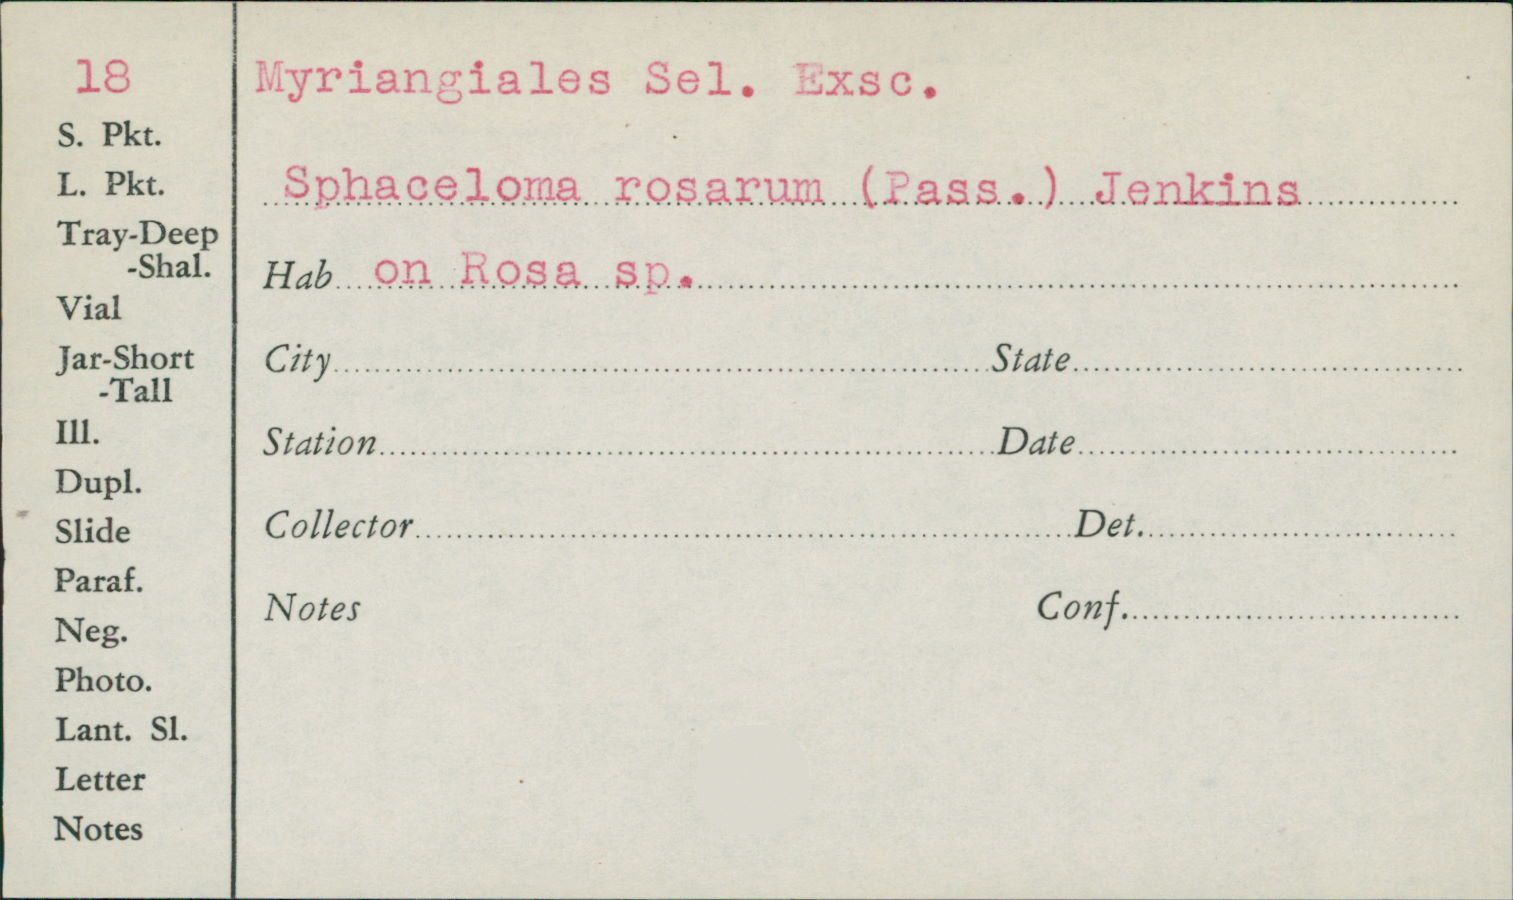 18
S. Pkt.
L. Pkt.
Tray-Deep
-Shal.
Vial
Jar-Short
-Tall
Ill.
Dupl.
Slide
Paraf.
Neg.
Photo.
Lant. Sl.
Letter
Notes
Myriangiales Sel. Exsc.
Sphaceloma rosarum (Pass.) Jenkins
Hab on Rosa sp.
City State
Station Date
Collector Det.
Notes Conf.